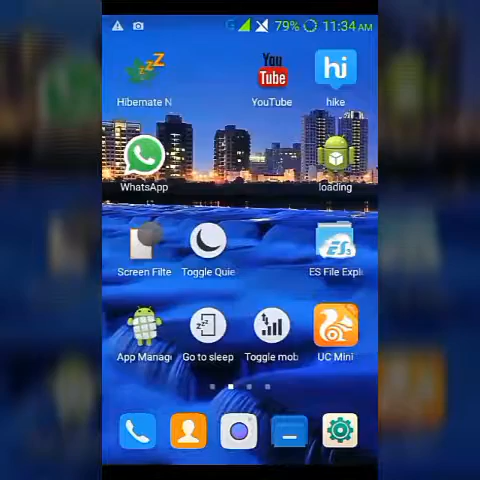 G 79% 11:34 AM
You
Tube
hi
Hibernate N
YouTube
hike
WhatsApp
loading
ES
Screen Filte
Toggle Quie
ES File Expl
zzz
App Manag
Go to sleep
Toggle mob
UC Mini